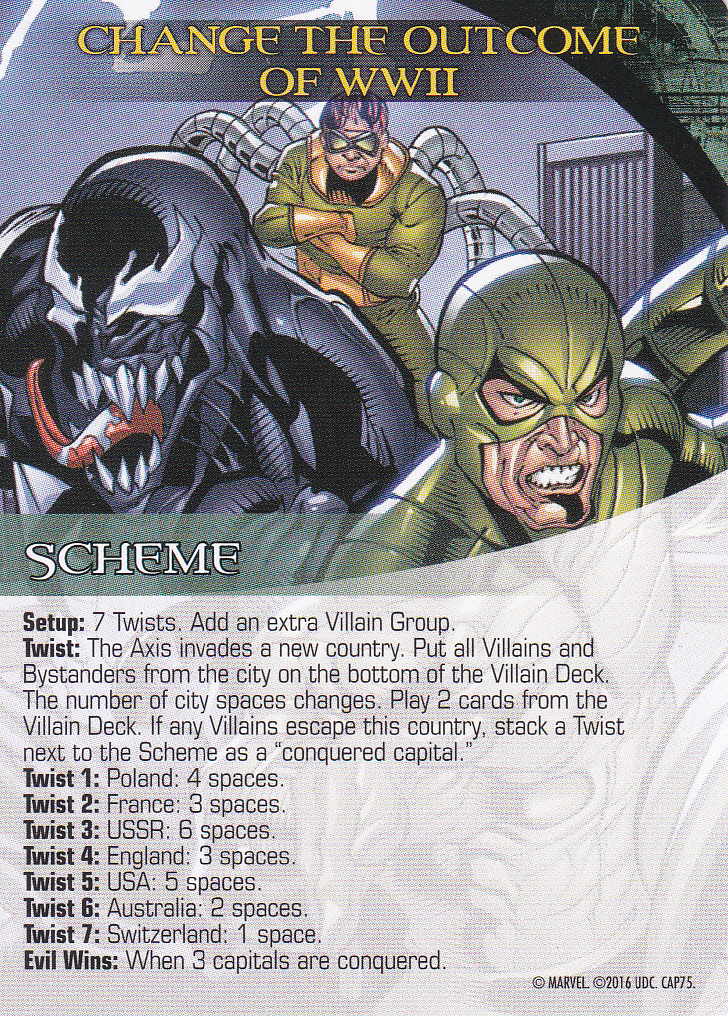 CHANGE THE OUTCOME
OF WWII
SCHEME
Setup: 7 Twists. Add an extra Villain Group.
Twist: The Axis invades a new country. Put all Villains and
Bystanders from the city on the bottom of the Villain Deck.
The number of city spaces changes. Play 2 cards from the
Villain Deck. If any Villains escape this country, stack a Twist
next to the Scheme as a “conquered capital.”
Twist 1: Poland: 4 spaces.
Twist 2: France: 3 spaces.
Twist 3: USSR: 6 spaces.
Twist 4: England: 3 spaces.
Twist 5: USA: 5 spaces.
Twist 6: Australia: 2 spaces.
Twist 7: Switzerland: 1 space.
Evil Wins: When 3 capitals are conquered.
© MARVEL. ©2016 UDC. CAP75.